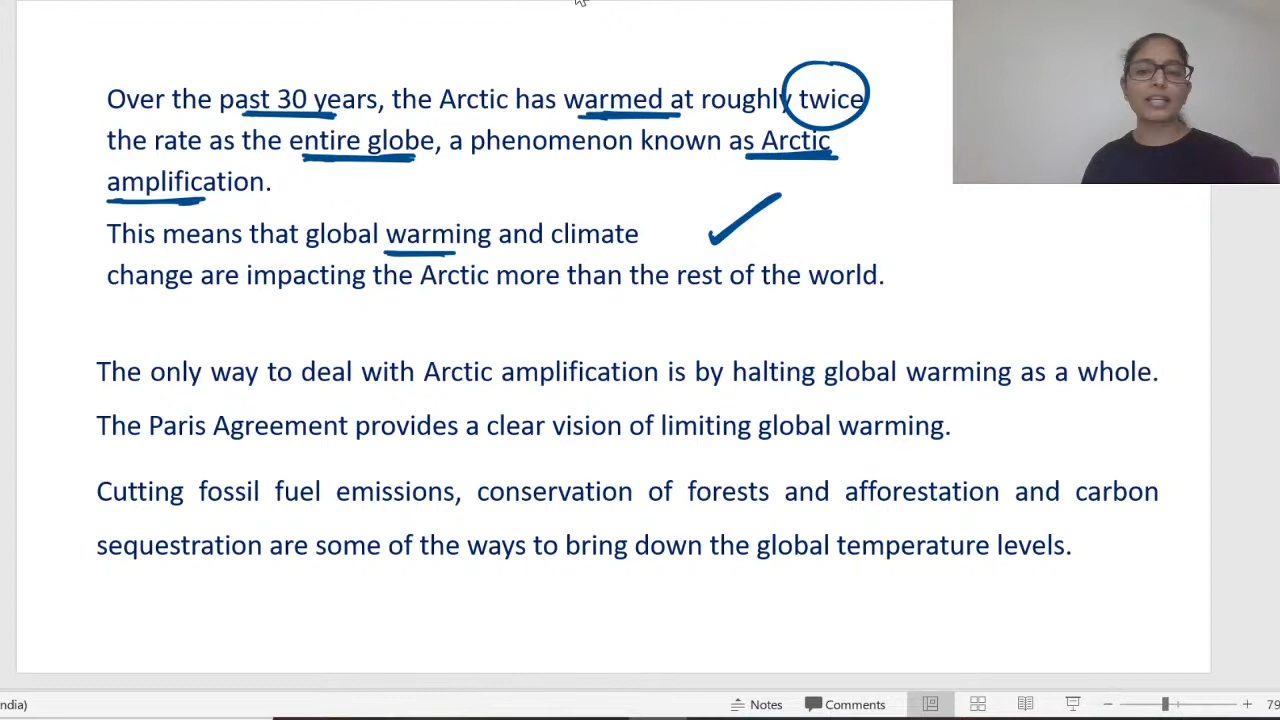 Over the past 30 years, the Arctic has warmed at roughly twice
the rate as the entire globe, a phenomenon known as Arctic
amplification.
This means that global warming and climate
change are impacting the Arctic more than the rest of the world.
The only way to deal with Arctic amplification is by halting global warming as a whole.
The Paris Agreement provides a clear vision of limiting global warming.
Cutting fossil fuel emissions, conservation of forests and afforestation and carbon
sequestration are some of the ways to bring down the global temperature levels.
ndia) Notes Comments 79